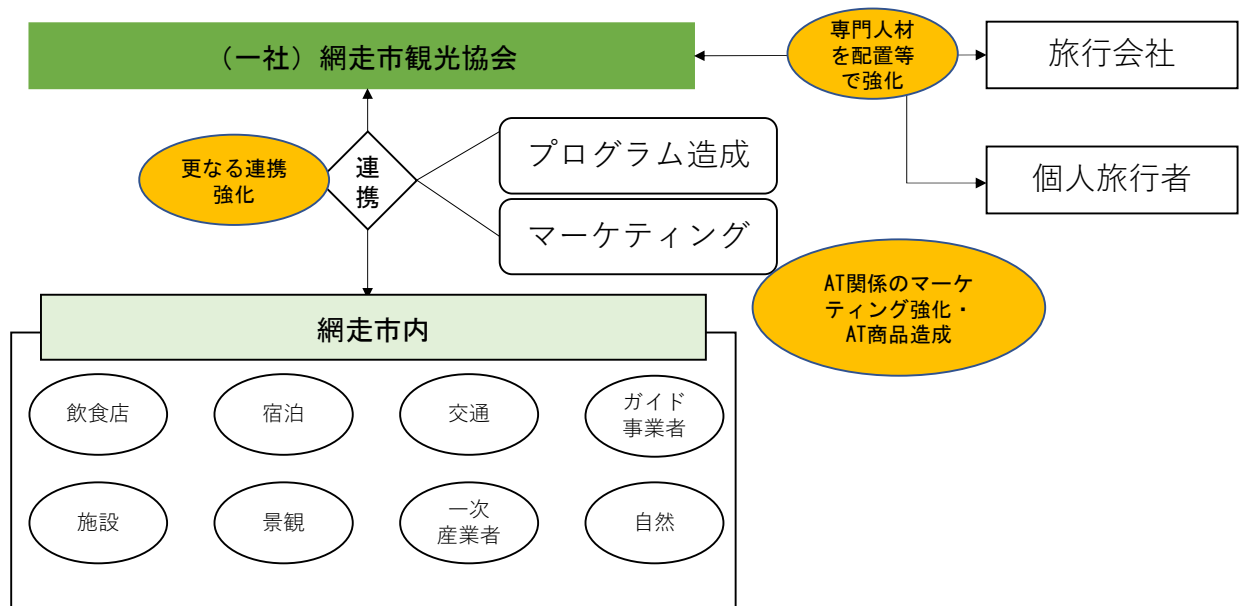 (一社)網走市観光協会
専門人材
を配置等
で強化
旅行会社
個人旅行者
更なる連携
強化
連
携
プログラム造成
マーケティング
AT関係のマーケ
ティング強化・
AT商品造成
網走市内
飲食店
宿泊
交通
ガイド
事業者
施設
景観
一次
産業者
自然